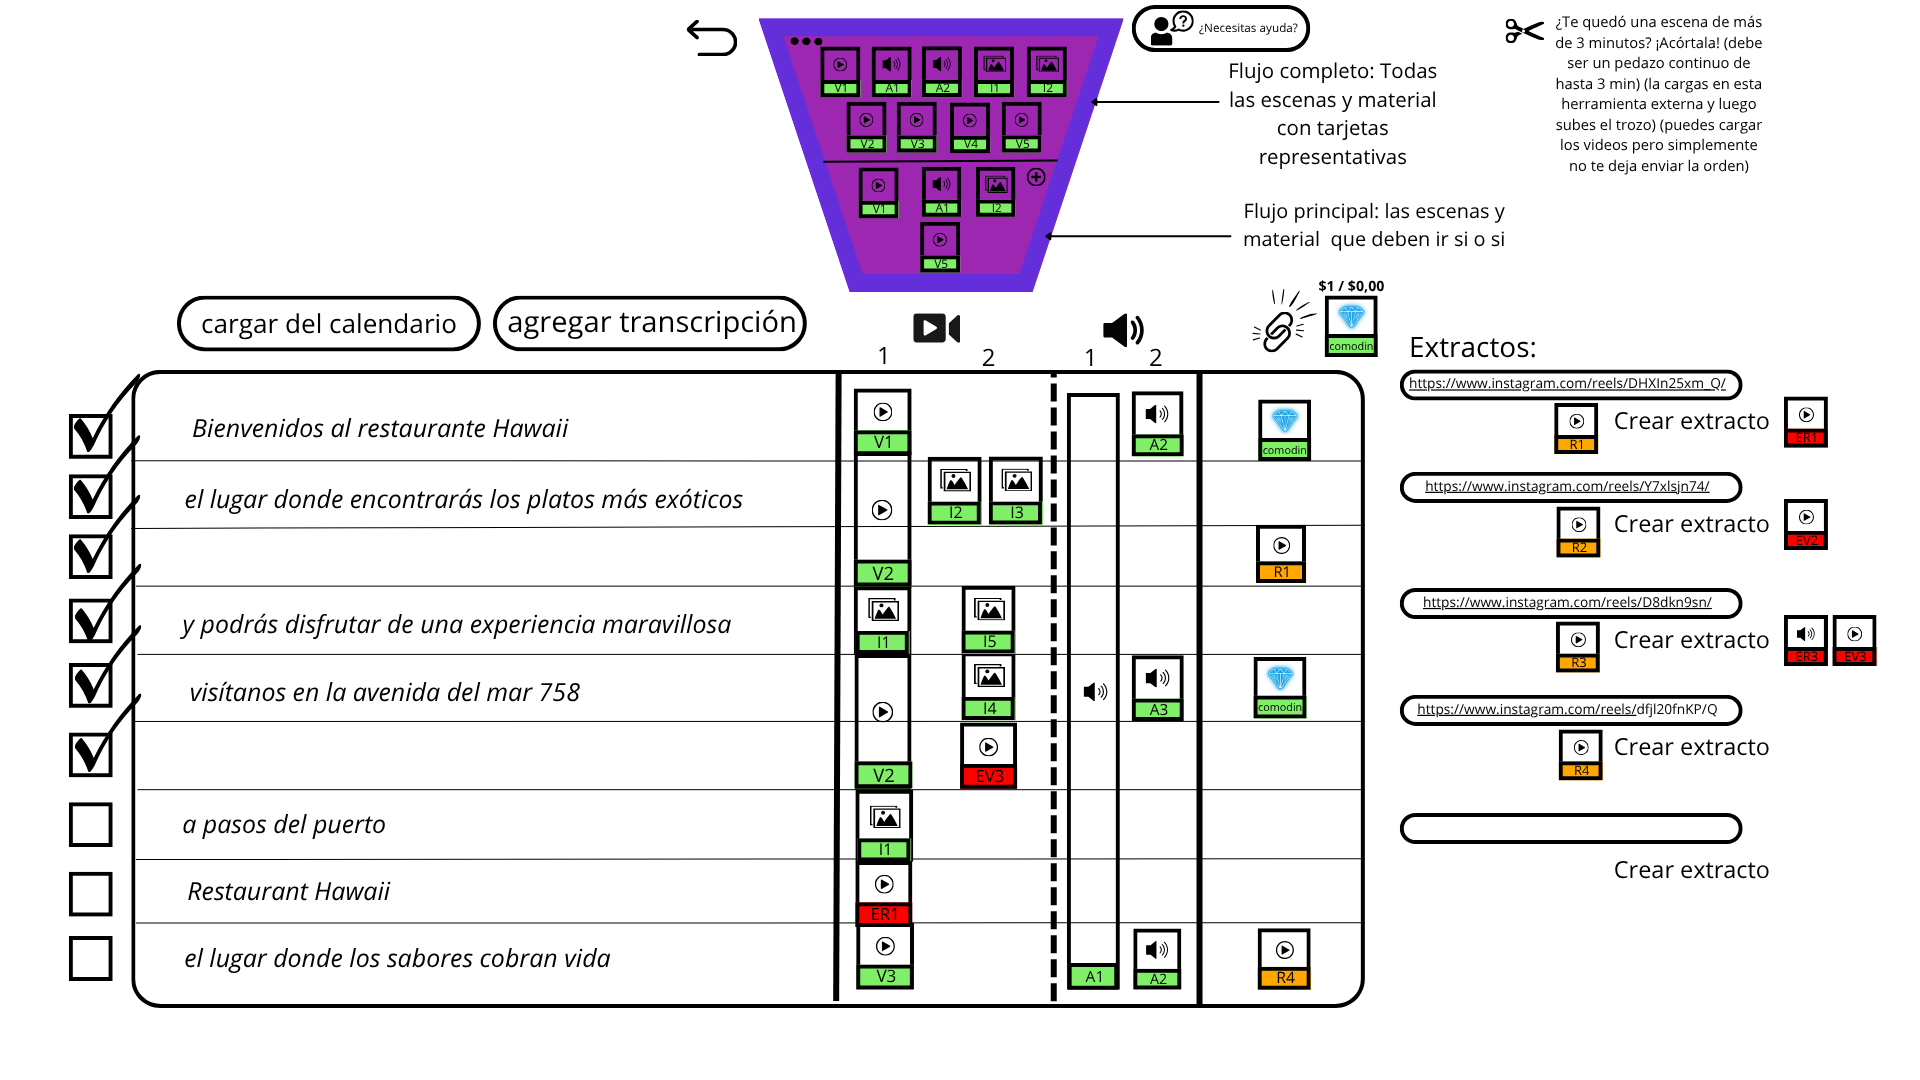 ¿Necesitas ayuda?
¿Te quedó una escena de más
de 3 minutos? ¡Acórtala! (debe
ser un pedazo continuo de
hasta 3 min) (la cargas en esta
herramienta externa y luego
subes el trozo) (puedes cargar
los videos pero simplemente
no te deja enviar la orden)
V1 A1 A2 I1 I2
V2 V3 V4 V5
V1 A1 I2
V5
Flujo completo: Todas
las escenas y material
con tarjetas
representativas
Flujo principal: las escenas y
material que deben ir si o si
cargar del calendario
agregar transcripción
$1 / $0,00
comodin
1 2 1 2
Bienvenidos al restaurante Hawaii
V1 A2 comodin
el lugar donde encontrarás los platos más exóticos
I2 I3
V2 R1
y podrás disfrutar de una experiencia maravillosa
I1 I5
visítanos en la avenida del mar 758
I4 A3 comodin
V2 EV3
a pasos del puerto
I1
Restaurant Hawaii
ER1
el lugar donde los sabores cobran vida
V3 A1 A2 R4
Extractos:
https://www.instagram.com/reels/DHXIn25xm_Q/
R1 Crear extracto ER1
https://www.instagram.com/reels/Y7xlsjn74/
R2 Crear extracto EV2
https://www.instagram.com/reels/D8dkn9sn/
R3 Crear extracto ER3 EV3
https://www.instagram.com/reels/dfjl20fnKP/Q
R4 Crear extracto
Crear extracto